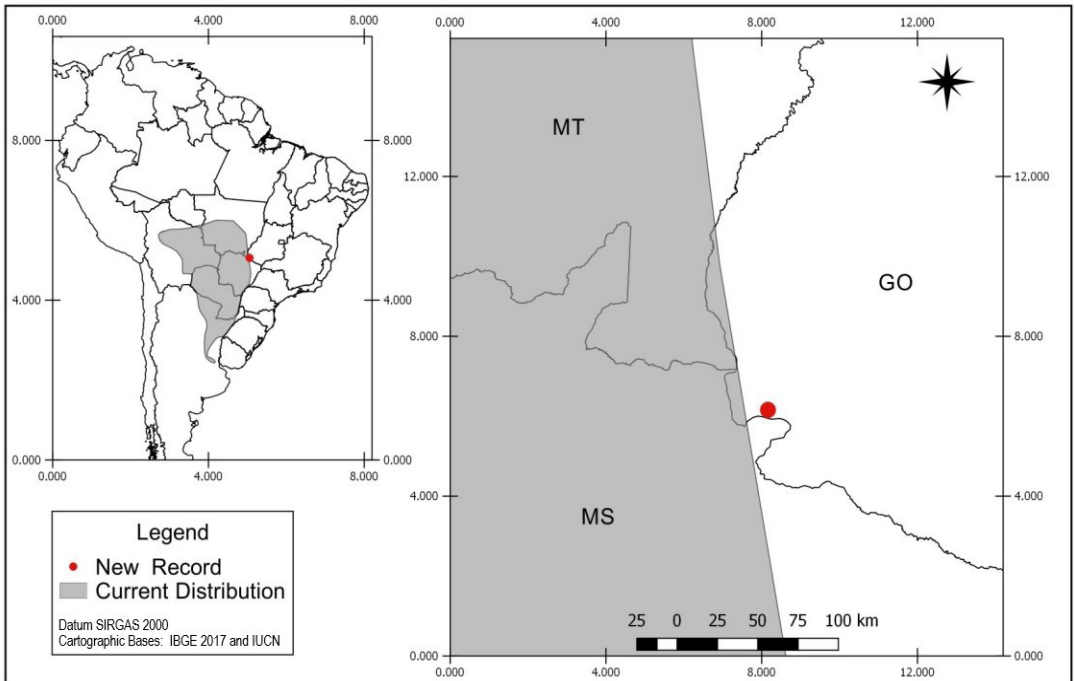 0.000 4.000 8.000
8.000 8.000
4.000 4.000
0.000 0.000
0.000 4.000 8.000
Legend
New Record
Current Distribution
Datum SIRGAS 2000
Cartographic Bases: IBGE 2017 and IUCN
0.000 4.000 8.000 12.000
MT
12.000 12.000
GO
8.000 8.000
4.000 4.000
MS
25 0 25 50 75 100 km
0.000 0.000
0.000 4.000 8.000 12.000